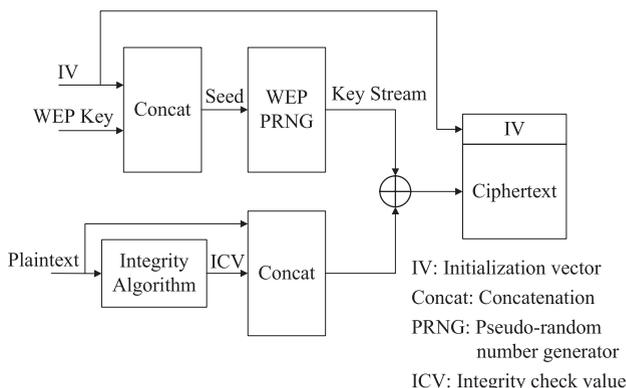 IV
WEP Key
Concat
Seed
WEP
PRNG
Key Stream
IV
Ciphertext
Plaintext
Integrity
Algorithm
ICV
Concat
IV: Initialization vector
Concat: Concatenation
PRNG: Pseudo-random
number generator
ICV: Integrity check value